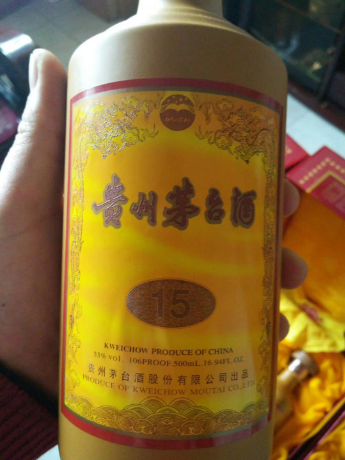 贵州茅台酒
15
KWEICHOW PRODUCE OF CHINA
53% vol. 106PROOF 500mL 16.94FL.OZ.
贵州茅台酒股份有限公司出品
PRODUCE OF KWEICHOW MOUTAI CO.,LTD.